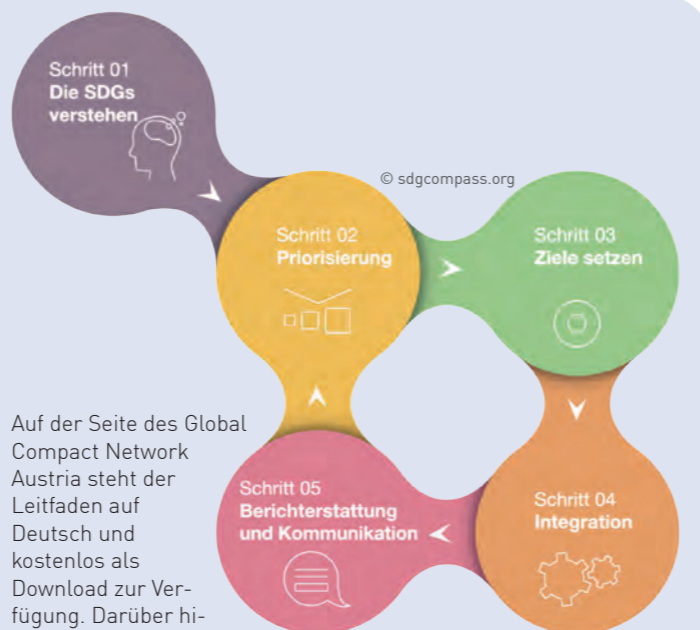 Schritt 01
Die SDGs
verstehen
© sdgcompass.org
Schritt 02
Priorisierung
Schritt 03
Ziele setzen
Schritt 04
Integration
Schritt 05
Berichterstattung
und Kommunikation
Auf der Seite des Global
Compact Network
Austria steht der
Leitfaden auf
Deutsch und
kostenlos als
Download zur Ver-
fügung. Darüber hi-